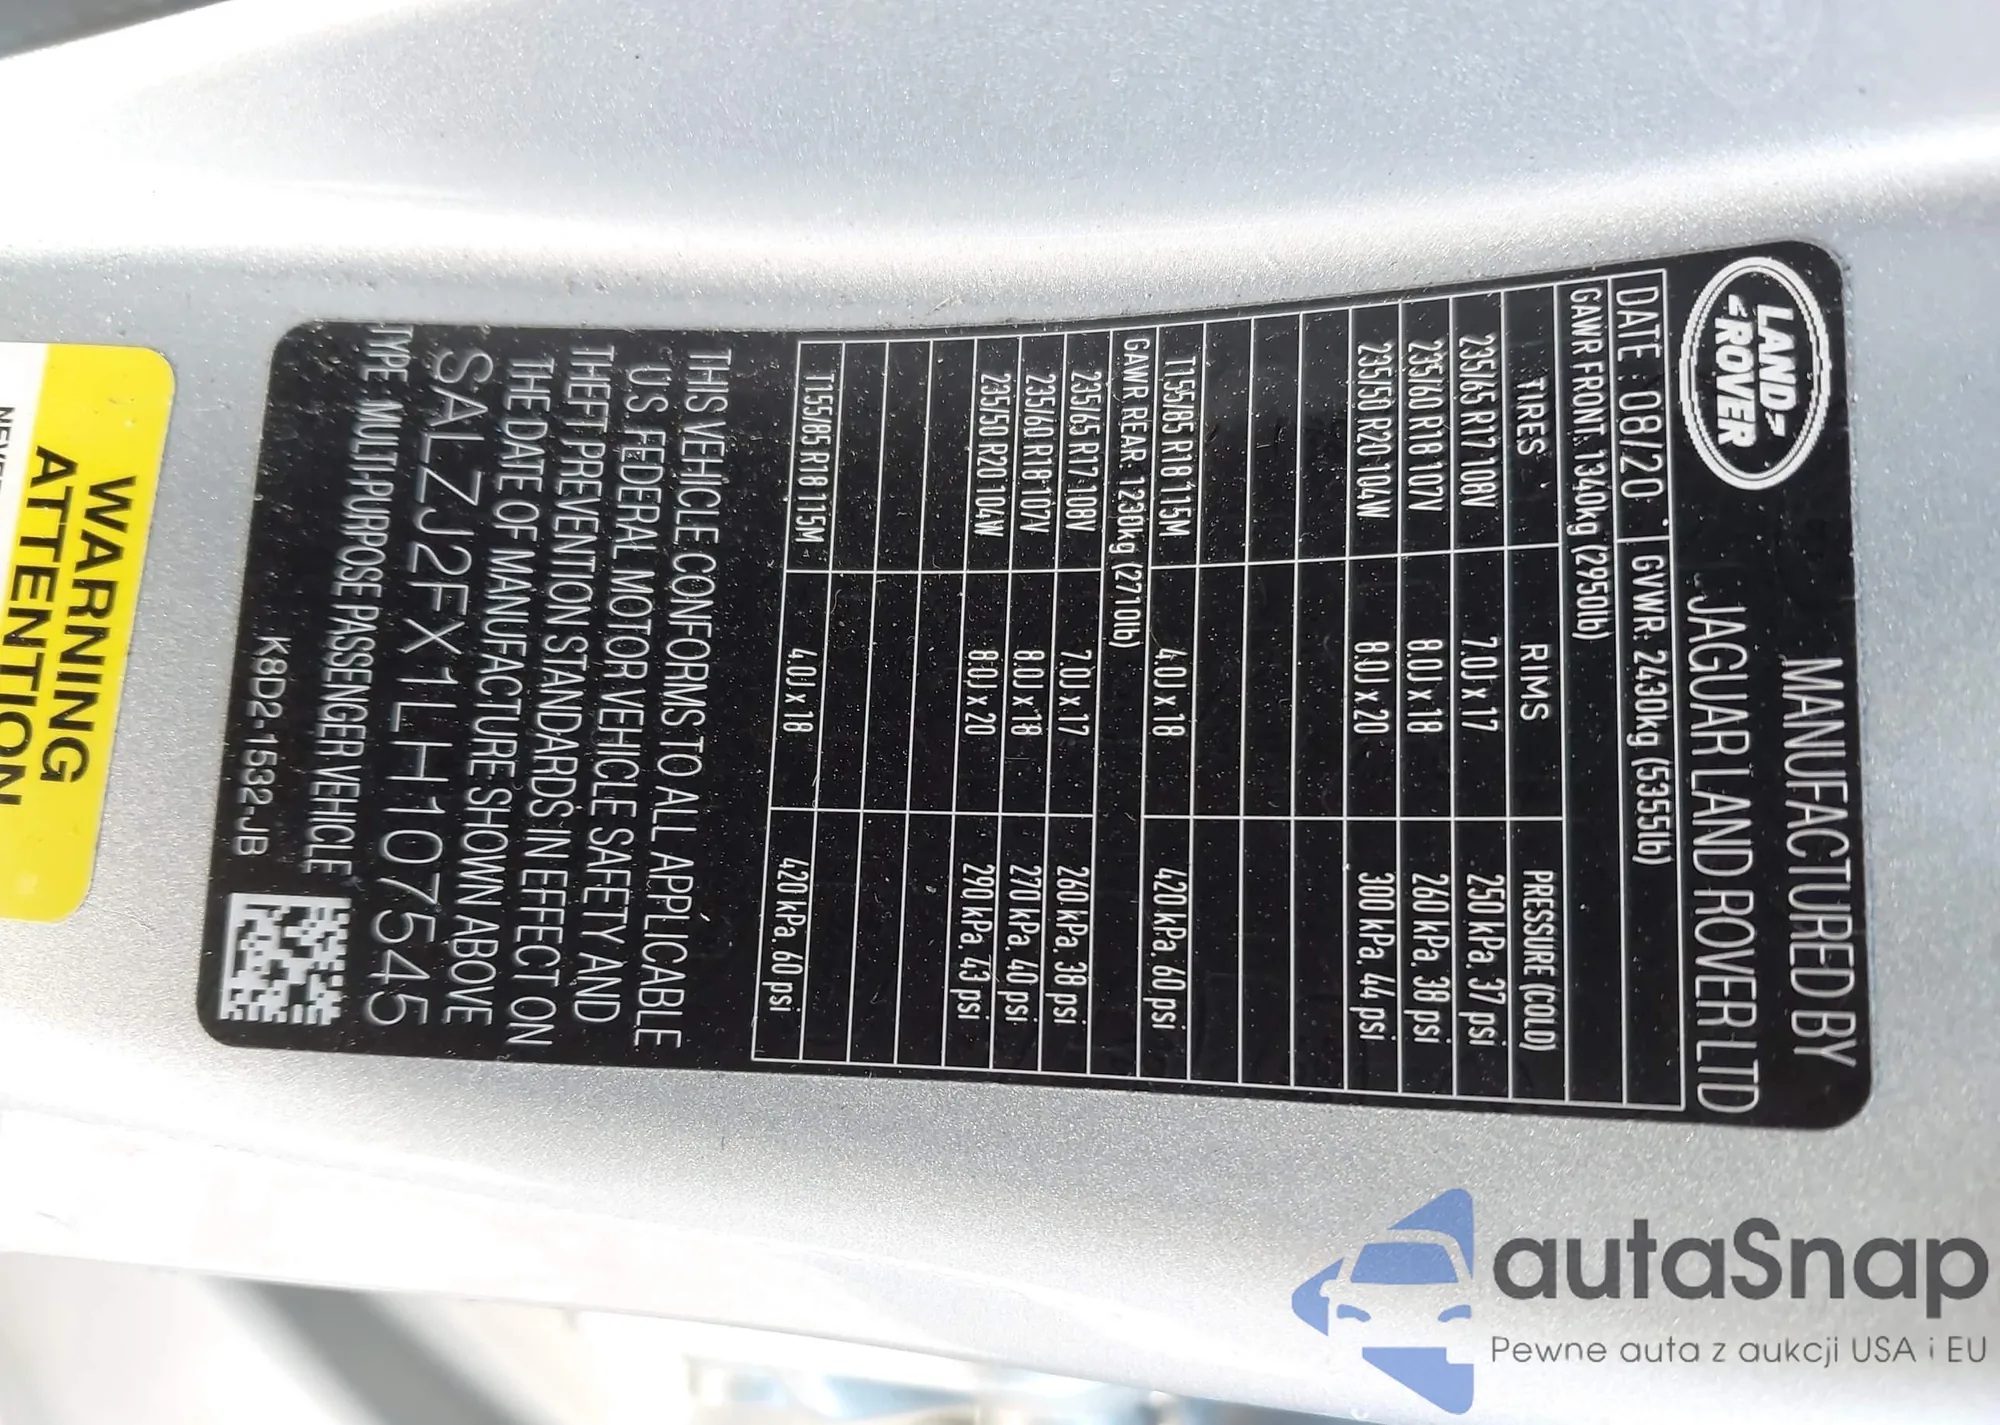 LAND
ROVER
MANUFACTURED BY
JAGUAR LAND ROVER LTD
DATE : 08/20 GVWR: 2430kg (5355lb)
GAWR FRONT: 1340kg (2950lb)
TIRES RIMS PRESSURE (COLD)
235/65 R17 108V 7.0J x 17 250 kPa, 37 psi
235/60 R18 107V 8.0J x 18 260 kPa, 38 psi
235/50 R20 104W 8.0J x 20 300 kPa, 44 psi
T155/85 R18 115M 4.0J x 18 420 kPa, 60 psi
GAWR REAR: 1230kg (2710lb)
235/65 R17 108V 7.0J x 17 260 kPa, 38 psi
235/60 R18 107V 8.0J x 18 270 kPa, 40 psi
235/50 R20 104W 8.0J x 20 290 kPa, 43 psi
T155/85 R18 115M 4.0J x 18 420 kPa, 60 psi
THIS VEHICLE CONFORMS TO ALL APPLICABLE
U.S. FEDERAL MOTOR VEHICLE SAFETY AND
THEFT PREVENTION STANDARDS IN EFFECT ON
THE DATE OF MANUFACTURE SHOWN ABOVE
SALZJ2FX1LH107545
TYPE: MULTI-PURPOSE PASSENGER VEHICLE
K8D2-1532-JB
WARNING
ATTENTION
autaSnap
Pewne auta z aukcji USA i EU